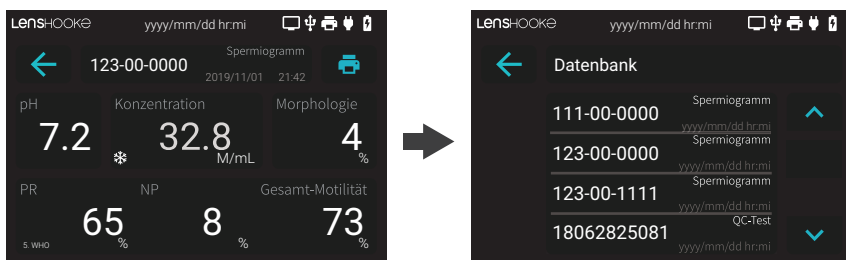 LENSHOOKE yyyy/mm/dd hr:mi
123-00-0000 Spermiogramm
2019/11/01 21:42
pH Konzentration Morphologie
7.2 32.8 M/mL 4 %
PR NP Gesamt-Motilität
65 % 8 % 73 %
5. WHO
LENSHOOKE yyyy/mm/dd hr:mi
Datenbank
111-00-0000 Spermiogramm
yyyy/mm/dd hr:mi
123-00-0000 Spermiogramm
yyyy/mm/dd hr:mi
123-00-1111 Spermiogramm
yyyy/mm/dd hr:mi
18062825081 QC-Test
yyyy/mm/dd hr:mi